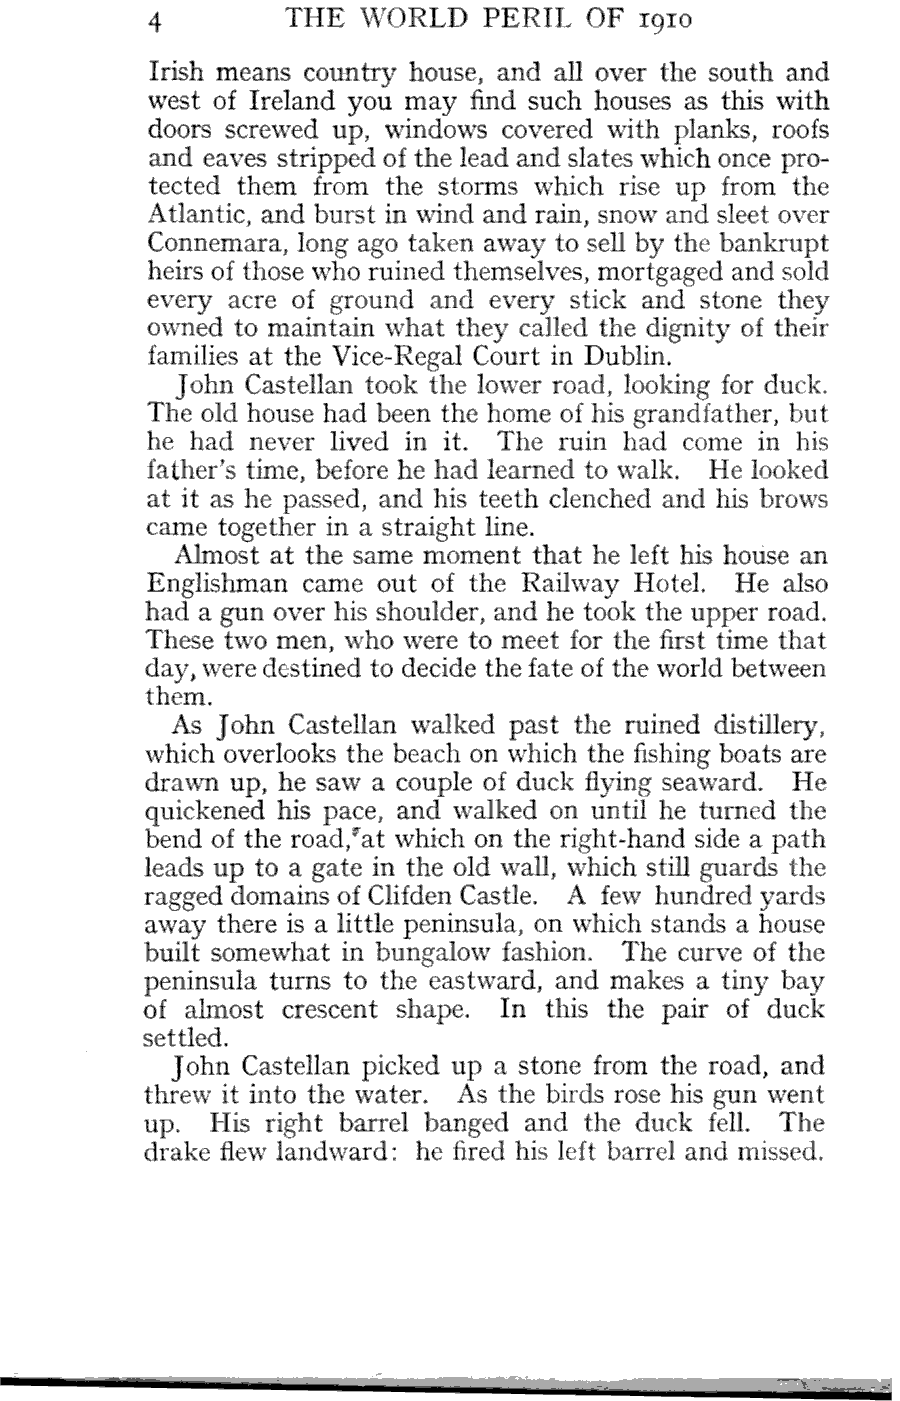 4 THE WORLD PERIL OF 1910
Irish means country house, and all over the south and
west of Ireland you may find such houses as this with
doors screwed up, windows covered with planks, roofs
and eaves stripped of the lead and slates which once pro-
tected them from the storms which rise up from the
Atlantic, and burst in wind and rain, snow and sleet over
Connemara, long ago taken away to sell by the bankrupt
heirs of those who ruined themselves, mortgaged and sold
every acre of ground and every stick and stone they
owned to maintain what they called the dignity of their
families at the Vice-Regal Court in Dublin.
John Castellan took the lower road, looking for duck.
The old house had been the home of his grandfather, but
he had never lived in it. The ruin had come in his
father's time, before he had learned to walk. He looked
at it as he passed, and his teeth clenched and his brows
came together in a straight line.
Almost at the same moment that he left his house an
Englishman came out of the Railway Hotel. He also
had a gun over his shoulder, and he took the upper road.
These two men, who were to meet for the first time that
day, were destined to decide the fate of the world between
them.
As John Castellan walked past the ruined distillery,
which overlooks the beach on which the fishing boats are
drawn up, he saw a couple of duck flying seaward. He
quickened his pace, and walked on until he turned the
bend of the road, at which on the right-hand side a path
leads up to a gate in the old wall, which still guards the
ragged domains of Clifden Castle. A few hundred yards
away there is a little peninsula, on which stands a house
built somewhat in bungalow fashion. The curve of the
peninsula turns to the eastward, and makes a tiny bay
of almost crescent shape. In this the pair of duck
settled.
John Castellan picked up a stone from the road, and
threw it into the water. As the birds rose his gun went
up. His right barrel banged and the duck fell. The
drake flew landward: he fired his left barrel and missed.